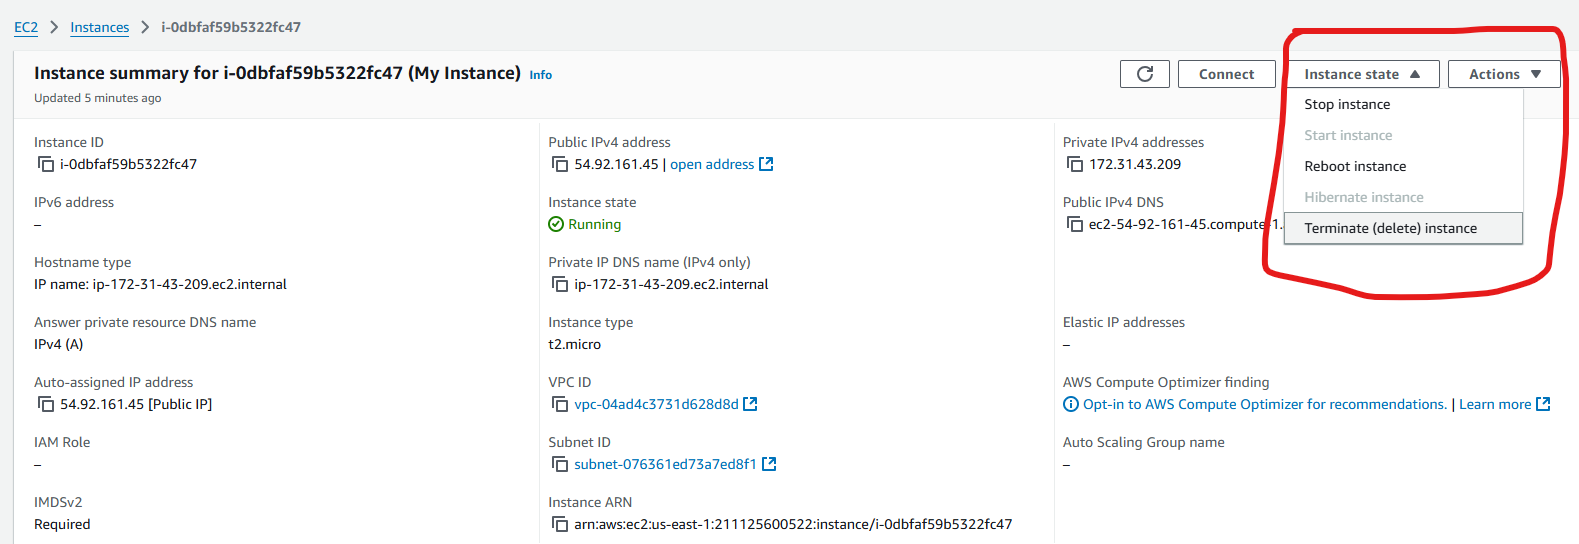 EC2 > Instances > i-0dbfaf59b5322fc47
Instance summary for i-0dbfaf59b5322fc47 (My Instance) Info
Updated 5 minutes ago
Connect
Instance state
Actions
Stop instance
Start instance
Reboot instance
Hibernate instance
Terminate (delete) instance
Instance ID
i-0dbfaf59b5322fc47
Public IPv4 address
54.92.161.45 | open address
Private IPv4 addresses
172.31.43.209
IPv6 address
–
Instance state
Running
Public IPv4 DNS
ec2-54-92-161-45.compute-1.
Hostname type
IP name: ip-172-31-43-209.ec2.internal
Private IP DNS name (IPv4 only)
ip-172-31-43-209.ec2.internal
Answer private resource DNS name
IPv4 (A)
Instance type
t2.micro
Elastic IP addresses
–
Auto-assigned IP address
54.92.161.45 [Public IP]
VPC ID
vpc-04ad4c3731d628d8d
AWS Compute Optimizer finding
Opt-in to AWS Compute Optimizer for recommendations. | Learn more
IAM Role
–
Subnet ID
subnet-076361ed73a7ed8f1
Auto Scaling Group name
–
IMDSv2
Required
Instance ARN
arn:aws:ec2:us-east-1:211125600522:instance/i-0dbfaf59b5322fc47